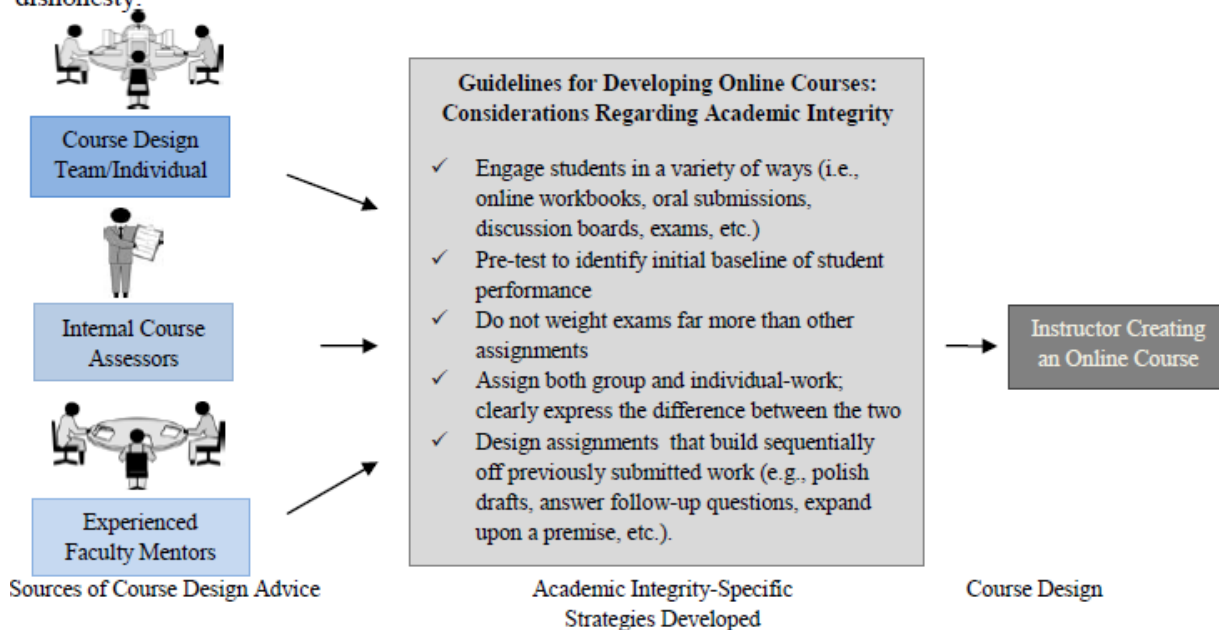 dishonesty.
Course Design
Team/Individual
Internal Course
Assessors
Experienced
Faculty Mentors
Sources of Course Design Advice
Guidelines for Developing Online Courses:
Considerations Regarding Academic Integrity
✓ Engage students in a variety of ways (i.e.,
online workbooks, oral submissions,
discussion boards, exams, etc.)
✓ Pre-test to identify initial baseline of student
performance
✓ Do not weight exams far more than other
assignments
✓ Assign both group and individual-work;
clearly express the difference between the two
✓ Design assignments that build sequentially
off previously submitted work (e.g., polish
drafts, answer follow-up questions, expand
upon a premise, etc.).
Academic Integrity-Specific
Strategies Developed
Instructor Creating
an Online Course
Course Design